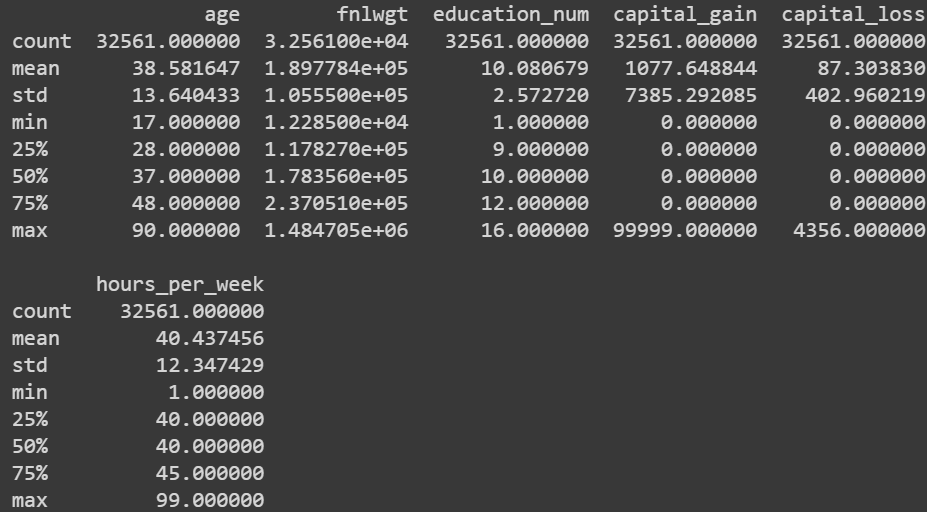 age fnlwgt education_num capital_gain capital_loss
count 32561.000000 3.256100e+04 32561.000000 32561.000000 32561.000000
mean 38.581647 1.897784e+05 10.080679 1077.648844 87.303830
std 13.640433 1.055500e+05 2.572720 7385.292085 402.960219
min 17.000000 1.228500e+04 1.000000 0.000000 0.000000
25% 28.000000 1.178270e+05 9.000000 0.000000 0.000000
50% 37.000000 1.783560e+05 10.000000 0.000000 0.000000
75% 48.000000 2.370510e+05 12.000000 0.000000 0.000000
max 90.000000 1.484705e+06 16.000000 99999.000000 4356.000000
hours_per_week
count 32561.000000
mean 40.437456
std 12.347429
min 1.000000
25% 40.000000
50% 40.000000
75% 45.000000
max 99.000000